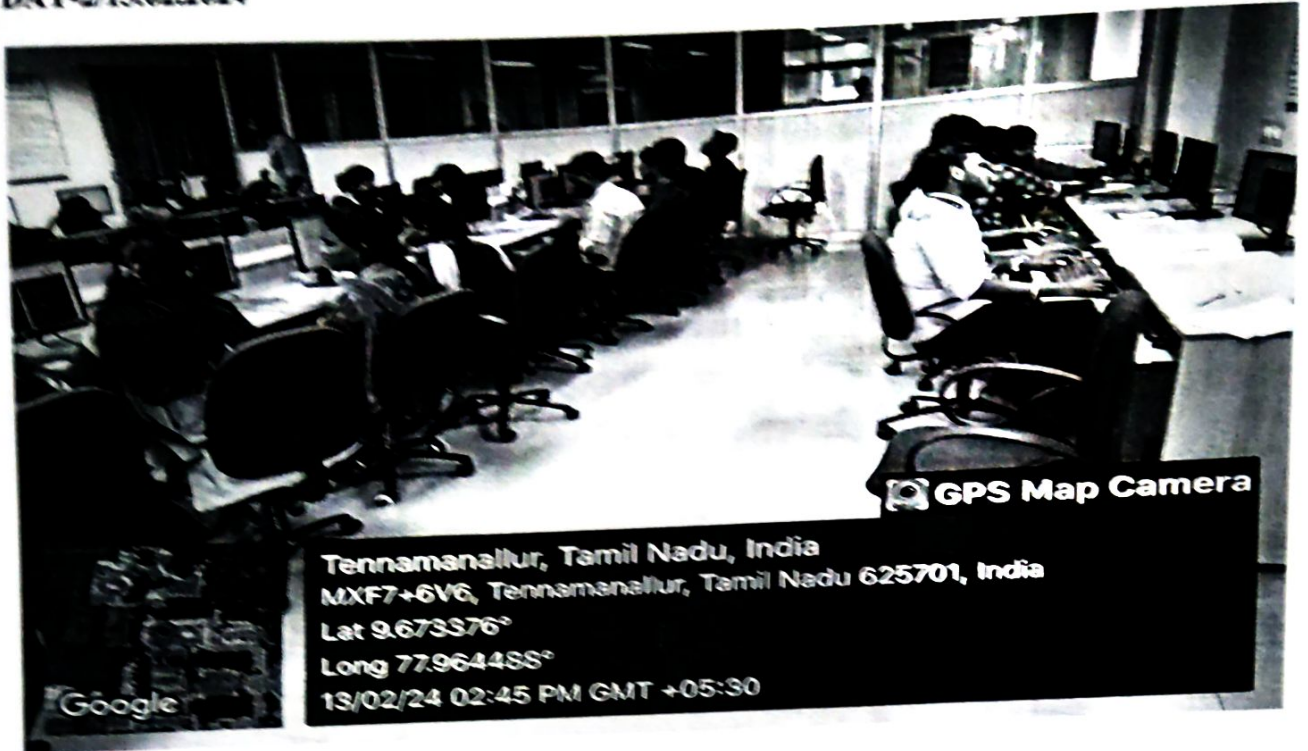 GPS Map Camera
Tennamanallur, Tamil Nadu, India
MXF7+6V6, Tennamanallur, Tamil Nadu 625701, India
Lat 9.673376°
Long 77.964488°
13/02/24 02:45 PM GMT +05:30
Google